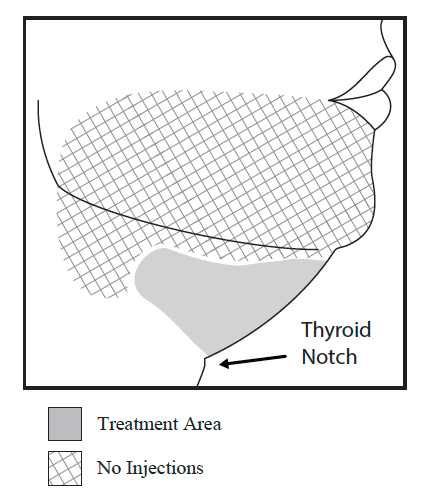 Thyroid
Notch
Treatment Area
No Injections